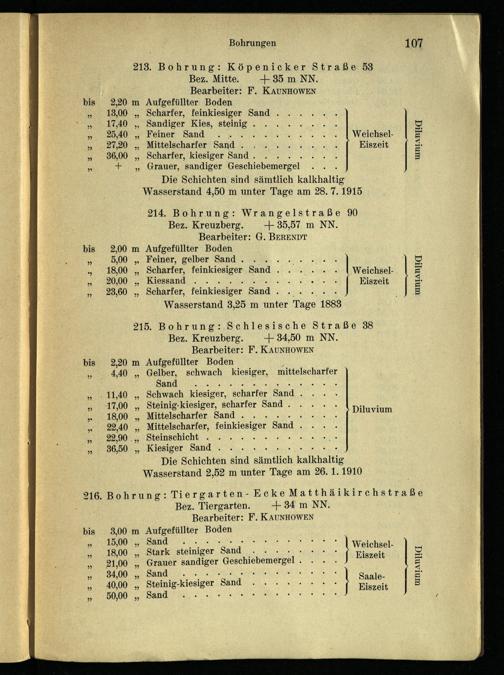 Bohrungen 107
213. Bohrung: Köpenicker Straße 53
Bez. Mitte. + 35 m NN.
Bearbeiter: F. KAUNHOWEN
bis 2,20 m Aufgefüllter Boden
„ 13,00 „ Scharfer, feinkiesiger Sand . . . . . .
„ 17,40 „ Sandiger Kies, steinig . . . . . . . .
„ 25,40 „ Feiner Sand . . . . . . . . . . . Weichsel-
„ 27,20 „ Mittelscharfer Sand . . . . . . . . . Eiszeit Diluvium
„ 36,00 „ Scharfer, kiesiger Sand . . . . . . . .
„ + „ Grauer, sandiger Geschiebemergel . . . .
Die Schichten sind sämtlich kalkhaltig
Wasserstand 4,50 m unter Tage am 28. 7. 1915
214. Bohrung: Wrangelstraße 90
Bez. Kreuzberg. + 35,57 m NN.
Bearbeiter: G. BERENDT
bis 2,00 m Aufgefüllter Boden
„ 5,00 „ Feiner, gelber Sand . . . . . . . . .
„ 18,00 „ Scharfer, feinkiesiger Sand . . . . . . Weichsel-
„ 20,00 „ Kiessand . . . . . . . . . . . . Eiszeit Diluvium
„ 23,60 „ Scharfer, feinkiesiger Sand . . . . . .
Wasserstand 3,25 m unter Tage 1883
215. Bohrung: Schlesische Straße 38
Bez. Kreuzberg. + 34,50 m NN.
Bearbeiter: F. KAUNHOWEN
bis 2,20 m Aufgefüllter Boden
„ 4,40 „ Gelber, schwach kiesiger, mittelscharfer
Sand . . . . . . . . . . . . .
„ 11,40 „ Schwach kiesiger, scharfer Sand . . . .
„ 17,00 „ Steinig-kiesiger, scharfer Sand . . . . .
„ 18,00 „ Mittelscharfer Sand . . . . . . . . . Diluvium
„ 22,40 „ Mittelscharfer, feinkiesiger Sand . . . .
„ 22,90 „ Steinschicht . . . . . . . . . . .
„ 36,50 „ Kiesiger Sand . . . . . . . . . .
Die Schichten sind sämtlich kalkhaltig
Wasserstand 2,52 m unter Tage am 26. 1. 1910
216. Bohrung: Tiergarten-Ecke Matthäikirchstraße
Bez. Tiergarten. + 34 m NN.
Bearbeiter: F. KAUNHOWEN
bis 3,00 m Aufgefüllter Boden
„ 15,00 „ Sand . . . . . . . . . . . . . Weichsel-
„ 18,00 „ Stark steiniger Sand . . . . . . . . Eiszeit
„ 21,00 „ Grauer sandiger Geschiebemergel . . . . Diluvium
„ 34,00 „ Sand . . . . . . . . . . . . . Saale-
„ 40,00 „ Steinig-kiesiger Sand . . . . . . . . Eiszeit
„ 50,00 „ Sand . . . . . . . . . . . . .